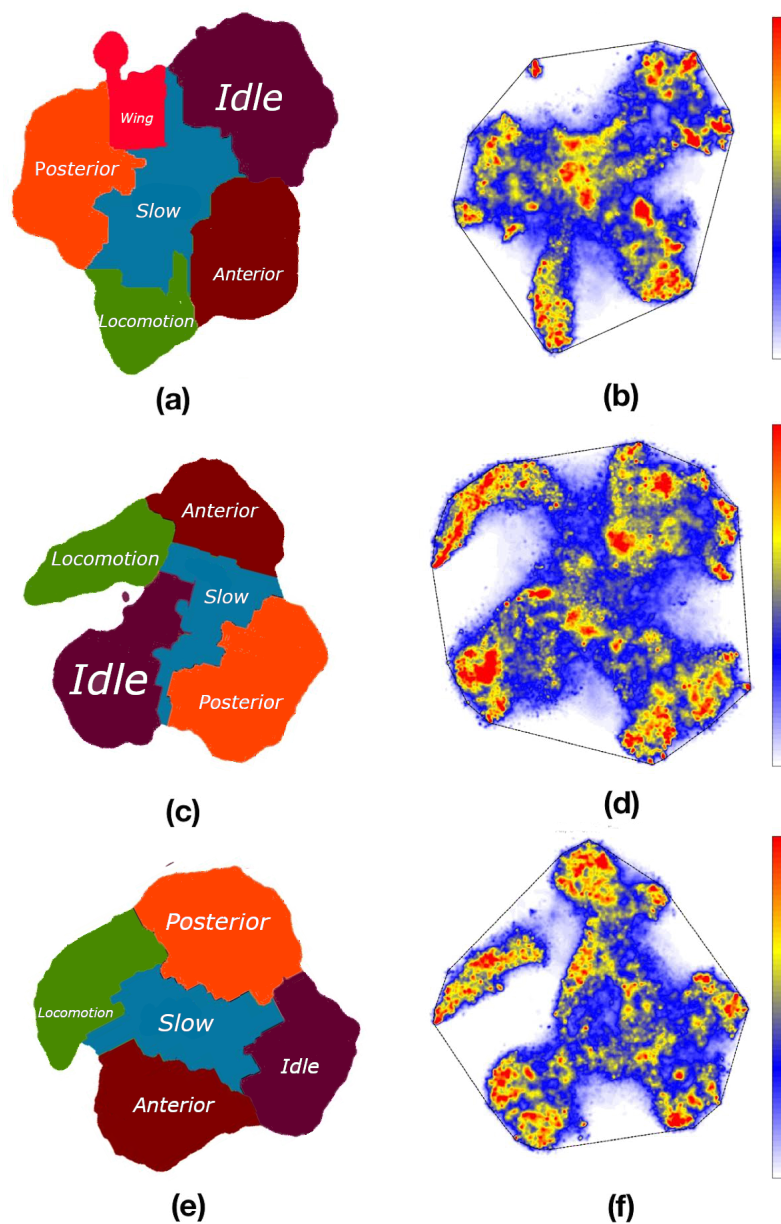 Idle
Wing
Posterior
Slow
Anterior
Locomotion
(a)
(b)
Anterior
Locomotion
Slow
Idle
Posterior
(c)
(d)
Posterior
Locomotion
Slow
Idle
Anterior
(e)
(f)